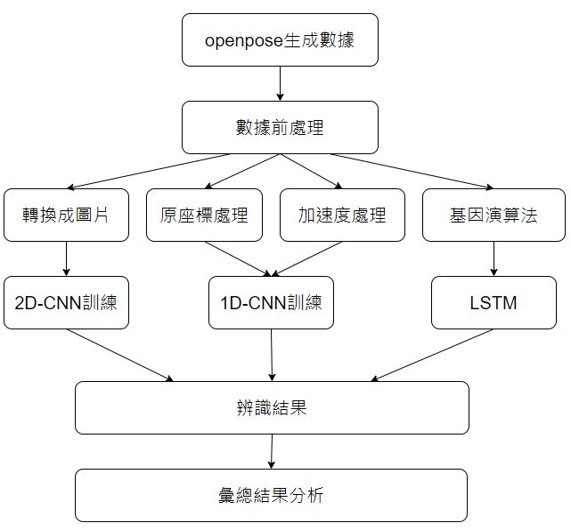 openpose生成數據
數據前處理
轉換成圖片
原座標處理
加速度處理
基因演算法
2D-CNN訓練
1D-CNN訓練
LSTM
辨識結果
彙總結果分析